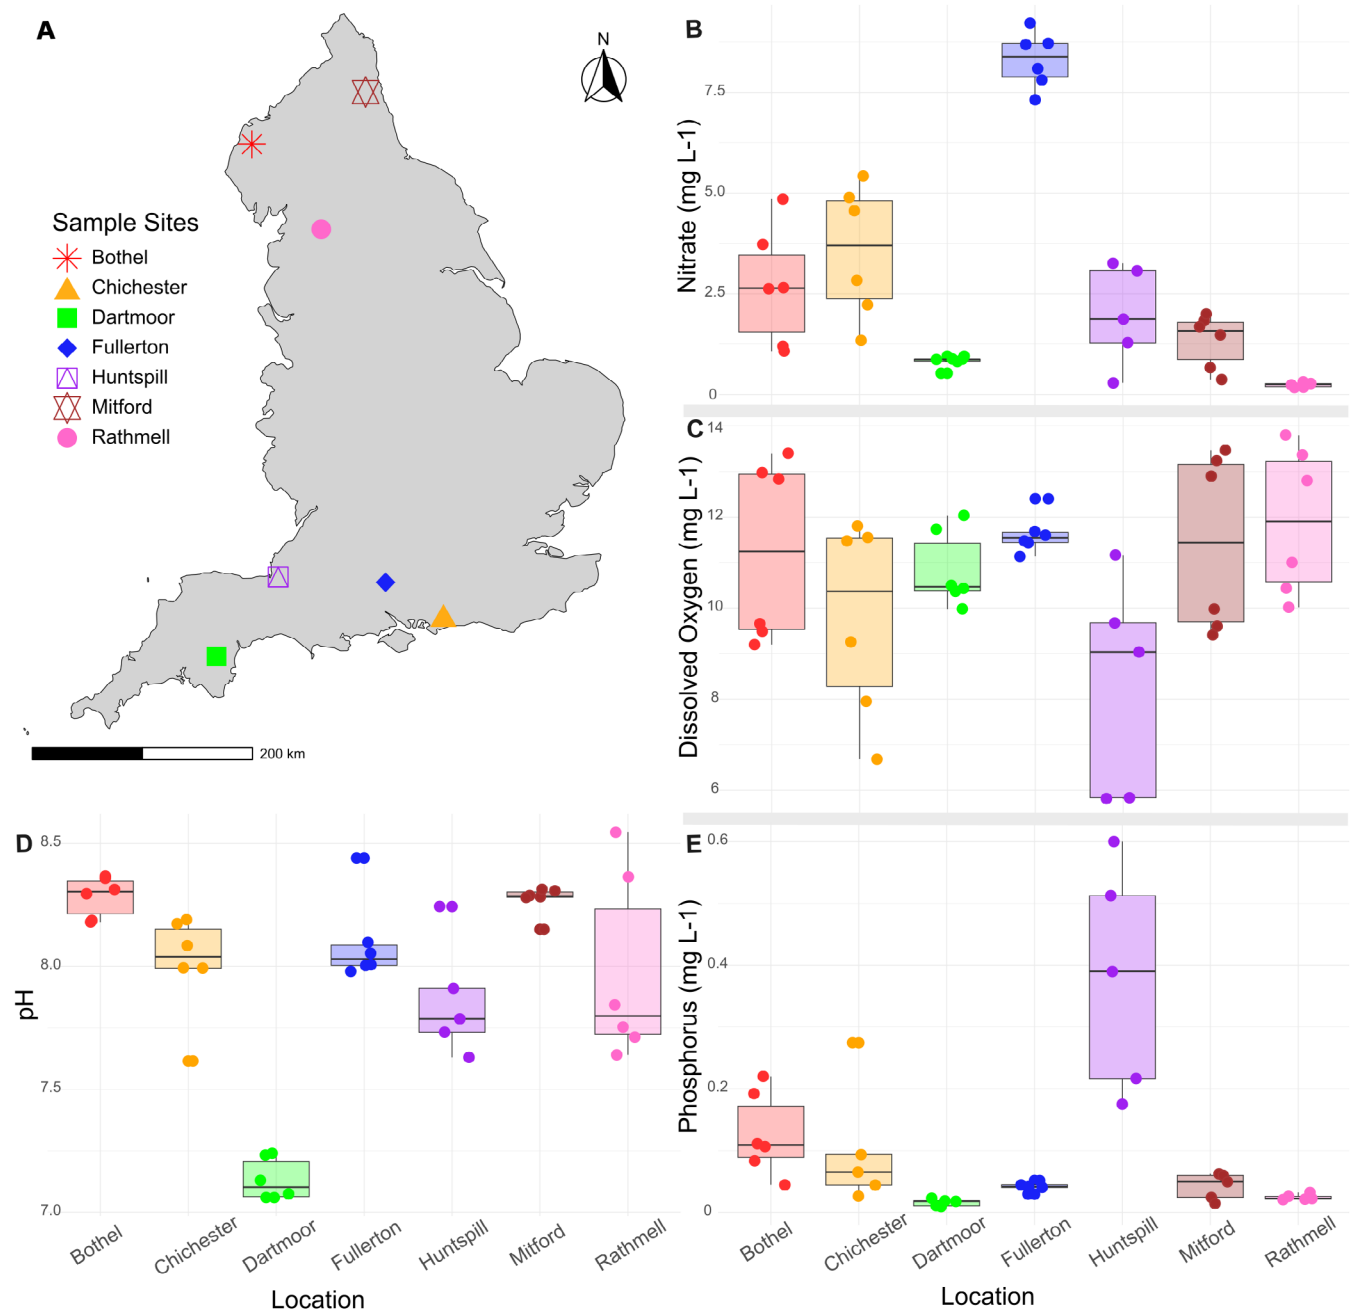 A
N
Sample Sites
Bothel
Chichester
Dartmoor
Fullerton
Huntspill
Mitford
Rathmell
200 km
B
Nitrate (mg L-1)
7.5
5.0
2.5
0
C
Dissolved Oxygen (mg L-1)
14
12
10
8
6
D
pH
8.5
8.0
7.5
7.0
Bothel
Chichester
Dartmoor
Fullerton
Huntspill
Mitford
Rathmell
Location
E
Phosphorus (mg L-1)
0.6
0.4
0.2
0
Bothel
Chichester
Dartmoor
Fullerton
Huntspill
Mitford
Rathmell
Location